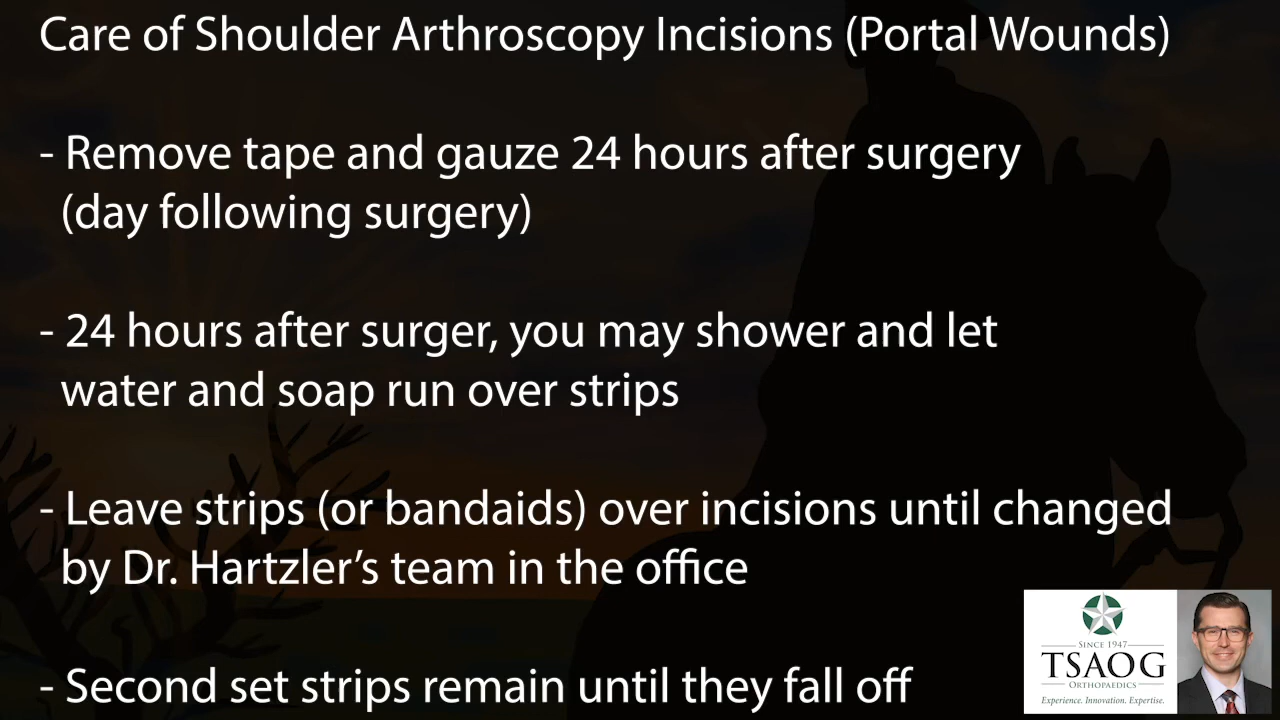 Care of Shoulder Arthroscopy Incisions (Portal Wounds)
- Remove tape and gauze 24 hours after surgery
(day following surgery)
- 24 hours after surger, you may shower and let
water and soap run over strips
- Leave strips (or bandaids) over incisions until changed
by Dr. Hartzler’s team in the office
- Second set strips remain until they fall off
SINCE 1947
TSAOG
ORTHOPAEDICS
Experience. Innovation. Expertise.